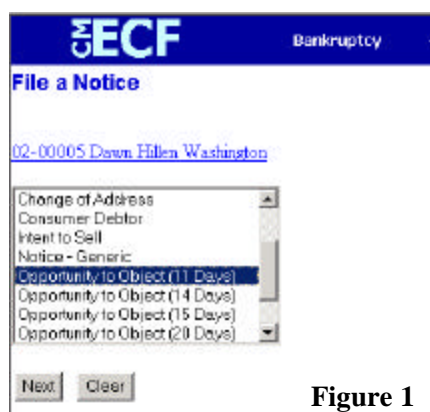 CM ECF Bankruptcy
File a Notice
02-00005 Dawn Hillen Washington
Change of Address
Consumer Debtor
Intent to Sell
Notice - Generic
Opportunity to Object (11 Days)
Opportunity to Object (14 Days)
Opportunity to Object (15 Days)
Opportunity to Object (20 Days)
Next Clear
Figure 1